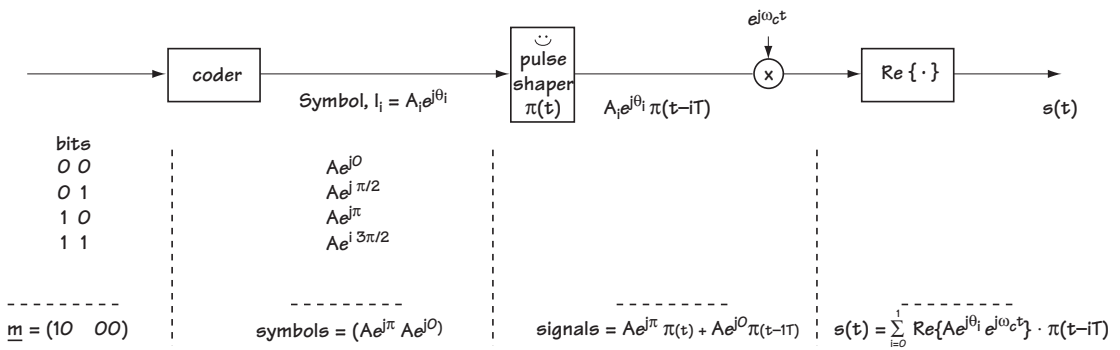 e^{jω_c t}
coder
pulse
shaper
π(t)
x
Re { · }
Symbol, I_i = A_i e^{jθ_i}
A_i e^{jθ_i} π(t–iT)
s(t)
bits
0 0
0 1
1 0
1 1
Ae^{j0}
Ae^{j π/2}
Ae^{jπ}
Ae^{i 3π/2}
m = (10 00)
symbols = (Ae^{jπ} Ae^{j0})
signals = Ae^{jπ} π(t) + Ae^{j0}π(t–1T)
s(t) = ∑_{i=0}^{1} Re{Ae^{jθ_i} e^{jω_c t}} · π(t–iT)